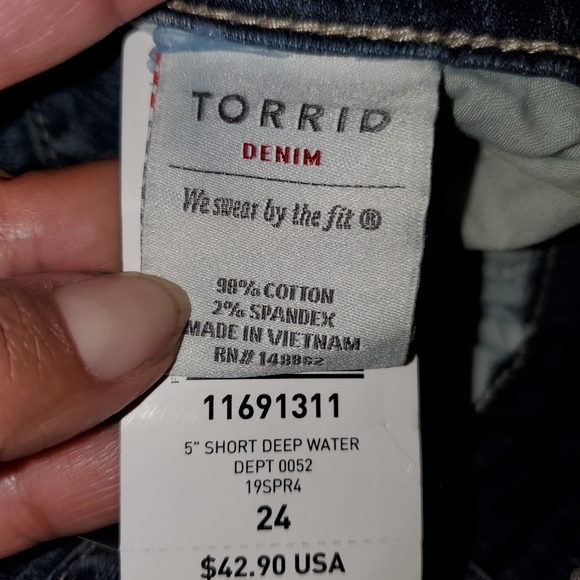 TORRID
DENIM
We swear by the fit ®
98% COTTON
2% SPANDEX
MADE IN VIETNAM
RN# 148862
11691311
5" SHORT DEEP WATER
DEPT 0052
19SPR4
24
$42.90 USA